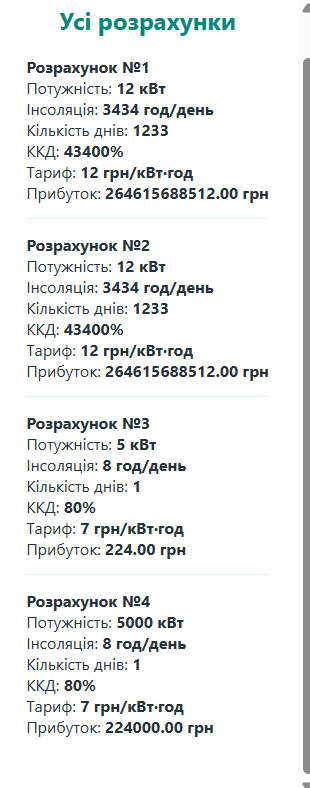 Усі розрахунки
Розрахунок №1
Потужність: 12 кВт
Інсоляція: 3434 год/день
Кількість днів: 1233
ККД: 43400%
Тариф: 12 грн/кВт·год
Прибуток: 264615688512.00 грн
Розрахунок №2
Потужність: 12 кВт
Інсоляція: 3434 год/день
Кількість днів: 1233
ККД: 43400%
Тариф: 12 грн/кВт·год
Прибуток: 264615688512.00 грн
Розрахунок №3
Потужність: 5 кВт
Інсоляція: 8 год/день
Кількість днів: 1
ККД: 80%
Тариф: 7 грн/кВт·год
Прибуток: 224.00 грн
Розрахунок №4
Потужність: 5000 кВт
Інсоляція: 8 год/день
Кількість днів: 1
ККД: 80%
Тариф: 7 грн/кВт·год
Прибуток: 224000.00 грн